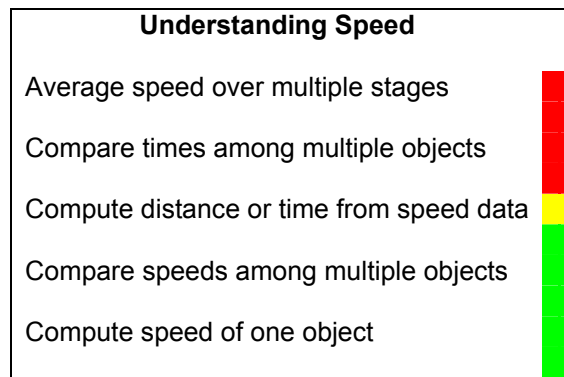 Understanding Speed
Average speed over multiple stages
Compare times among multiple objects
Compute distance or time from speed data
Compare speeds among multiple objects
Compute speed of one object